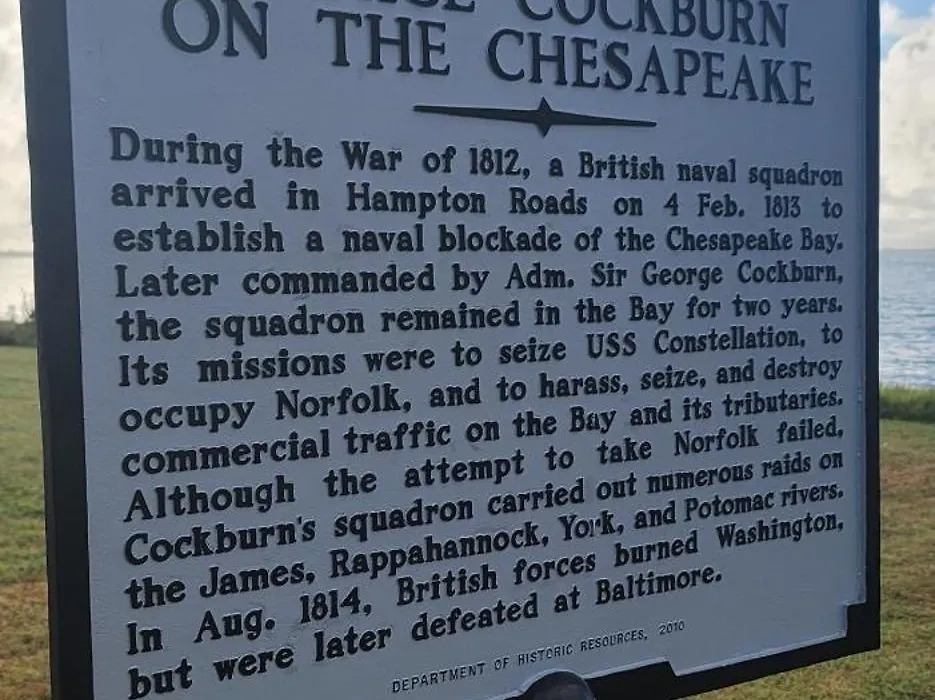 COCKBURN
ON THE CHESAPEAKE
During the War of 1812, a British naval squadron
arrived in Hampton Roads on 4 Feb. 1813 to
establish a naval blockade of the Chesapeake Bay.
Later commanded by Adm. Sir George Cockburn,
the squadron remained in the Bay for two years.
Its missions were to seize USS Constellation, to
occupy Norfolk, and to harass, seize, and destroy
commercial traffic on the Bay and its tributaries.
Although the attempt to take Norfolk failed,
Cockburn's squadron carried out numerous raids on
the James, Rappahannock, York, and Potomac rivers.
In Aug. 1814, British forces burned Washington,
but were later defeated at Baltimore.
DEPARTMENT OF HISTORIC RESOURCES, 2010